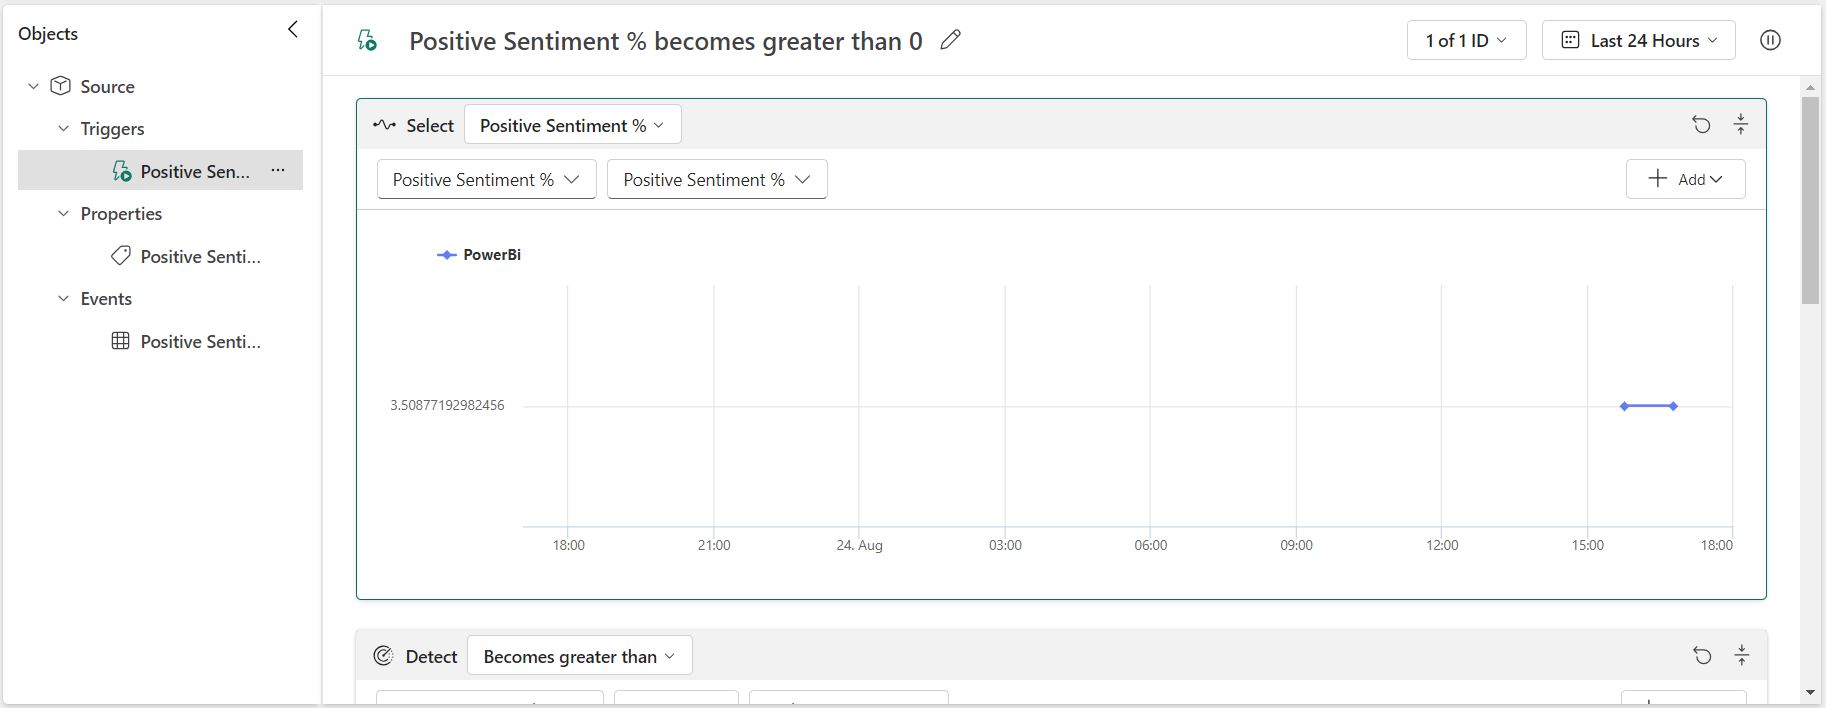 Objects
Source
Triggers
Positive Sen... ...
Properties
Positive Senti...
Events
Positive Senti...
Positive Sentiment % becomes greater than 0
1 of 1 ID
Last 24 Hours
Select Positive Sentiment %
Positive Sentiment % Positive Sentiment % Add
PowerBi
3.50877192982456
18:00 21:00 24. Aug 03:00 06:00 09:00 12:00 15:00 18:00
Detect Becomes greater than